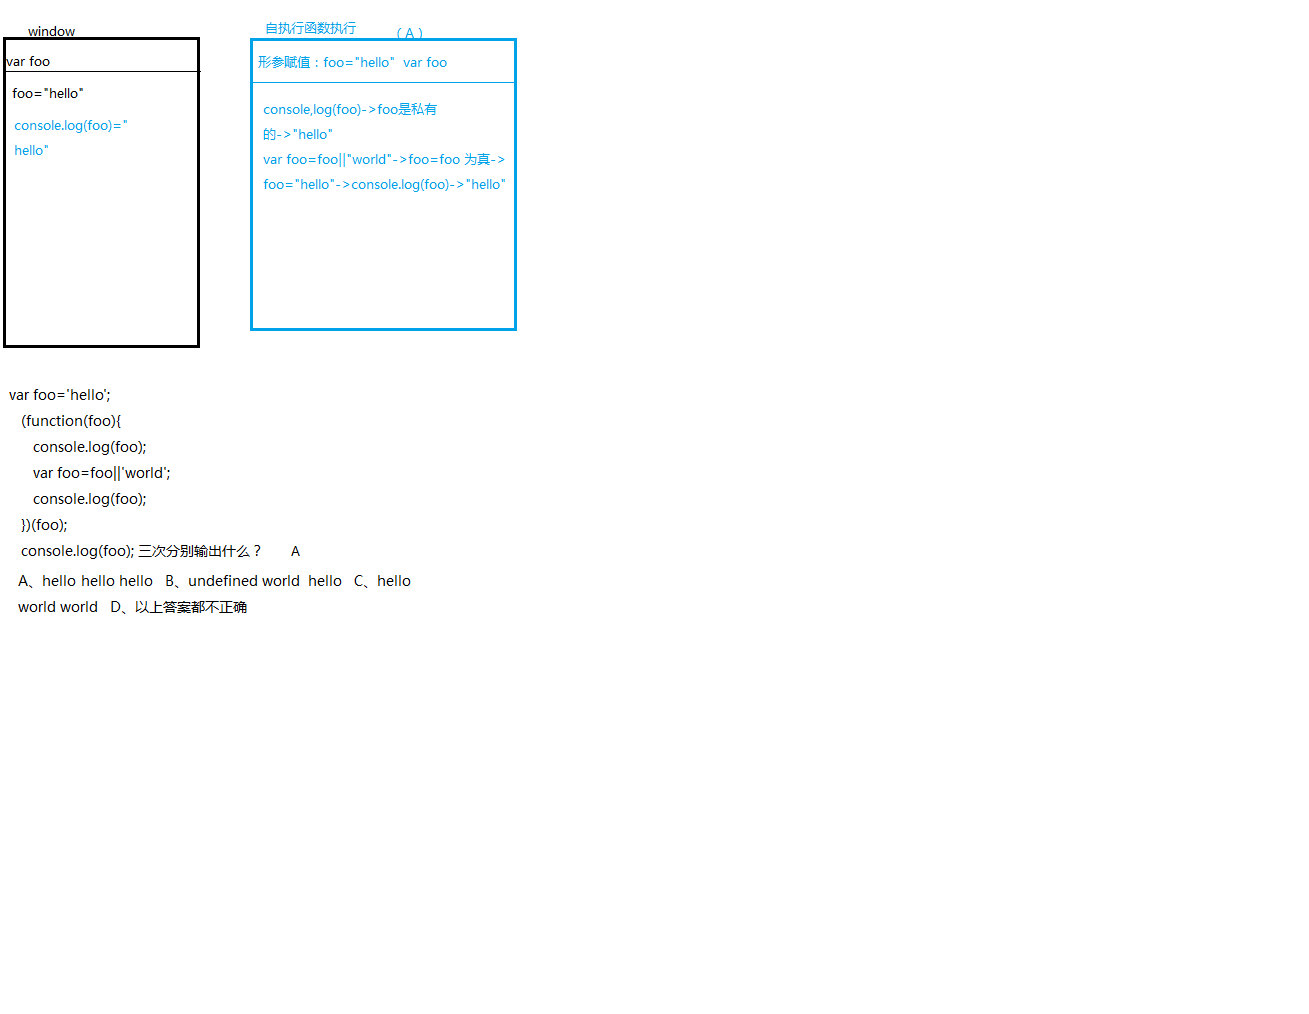 window
var foo
foo="hello"
console.log(foo)="
hello"
自执行函数执行
（A）
形参赋值：foo="hello"  var foo
console,log(foo)->foo是私有
的->"hello"
var foo=foo||"world"->foo=foo 为真->
foo="hello"->console.log(foo)->"hello"
var foo='hello';
(function(foo){
console.log(foo);
var foo=foo||'world';
console.log(foo);
})(foo);
console.log(foo); 三次分别输出什么？ A
A、hello hello hello   B、undefined world  hello   C、hello
world world   D、以上答案都不正确